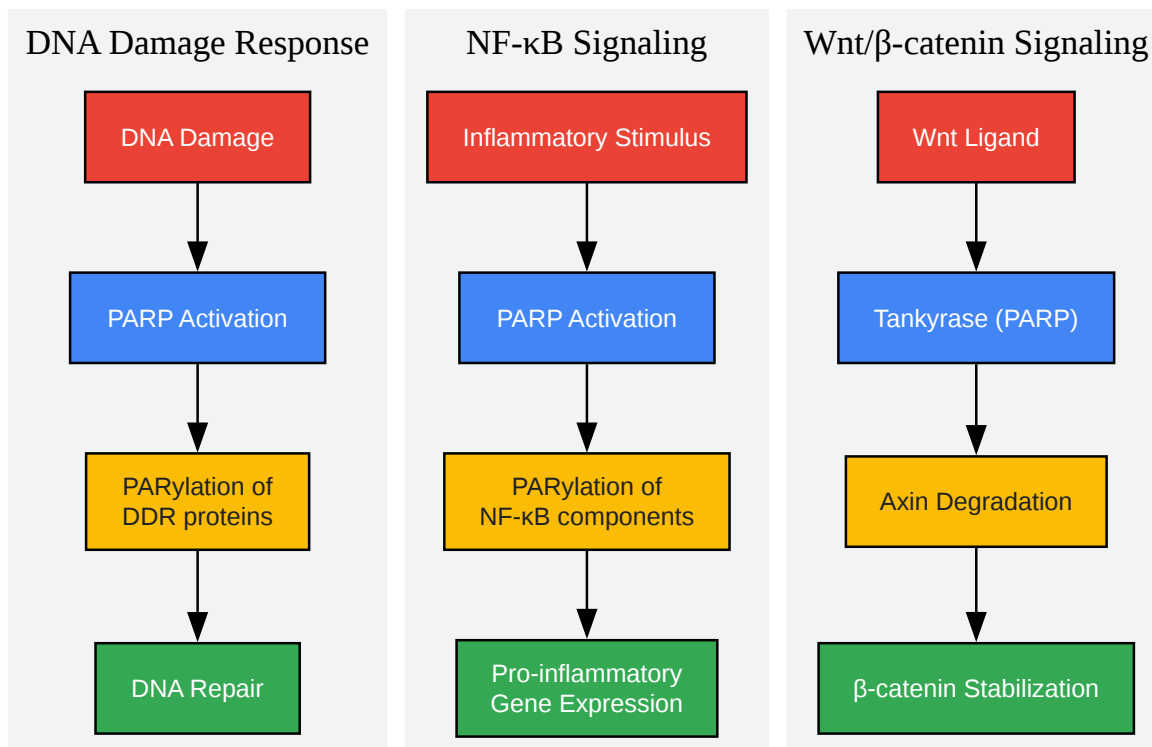 DNA Damage Response
DNA Damage
PARP Activation
PARylation of
DDR proteins
DNA Repair
NF-κB Signaling
Inflammatory Stimulus
PARP Activation
PARylation of
NF-κB components
Pro-inflammatory
Gene Expression
Wnt/β-catenin Signaling
Wnt Ligand
Tankyrase (PARP)
Axin Degradation
β-catenin Stabilization